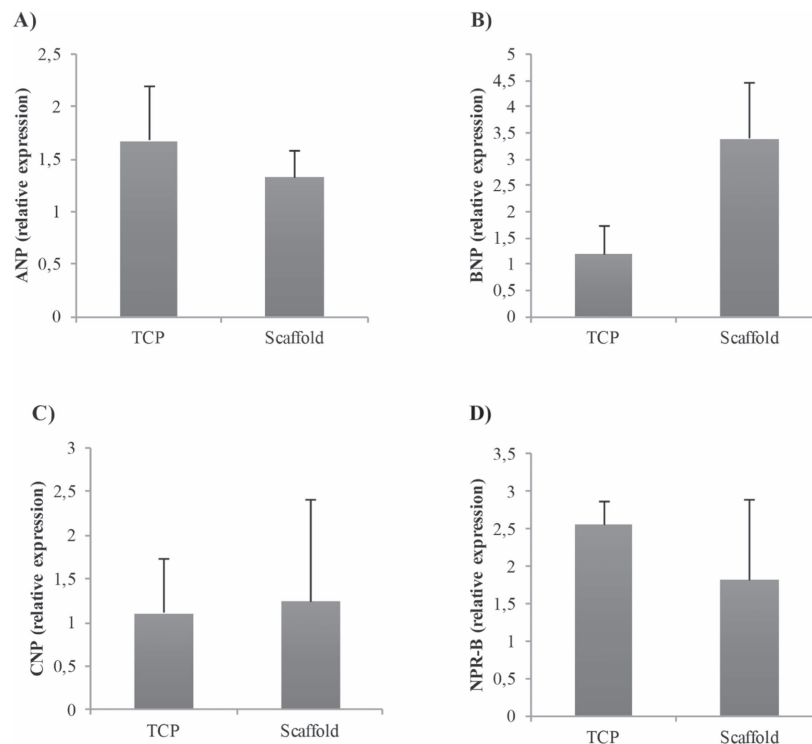 A)
2,5
2
1,5
1
0,5
0
ANP (relative expression)
TCP
Scaffold
B)
5
4,5
4
3,5
3
2,5
2
1,5
1
0,5
0
BNP (relative expression)
TCP
Scaffold
C)
3
2,5
2
1,5
1
0,5
0
CNP (relative expression)
TCP
Scaffold
D)
3,5
3
2,5
2
1,5
1
0,5
0
NPR-B (relative expression)
TCP
Scaffold